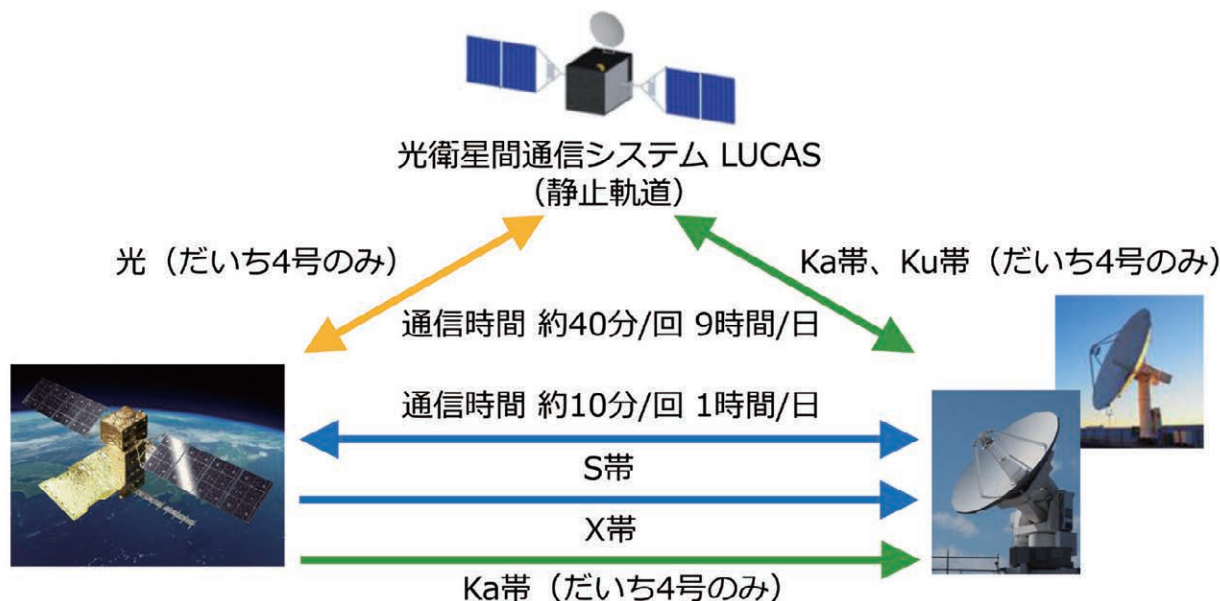 光衛星間通信システム LUCAS
（静止軌道）
光（だいち4号のみ）
Ka帯、Ku帯（だいち4号のみ）
通信時間 約40分/回 9時間/日
通信時間 約10分/回 1時間/日
S帯
X帯
Ka帯（だいち4号のみ）